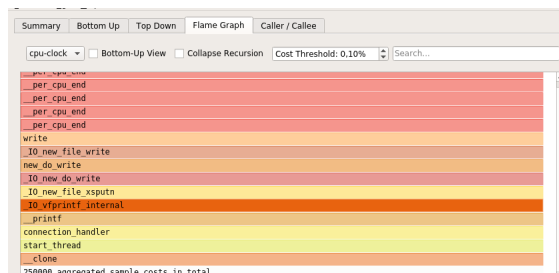 Summary Bottom Up Top Down Flame Graph Caller / Callee
cpu-clock Bottom-Up View Collapse Recursion Cost Threshold: 0,10% Search...
__per_cpu_end
__per_cpu_end
__per_cpu_end
__per_cpu_end
__per_cpu_end
write
_IO_new_file_write
new_do_write
_IO_new_do_write
_IO_new_file_xsputn
_IO_vfprintf_internal
__printf
connection_handler
start_thread
__clone
250000 aggregated sample costs in total